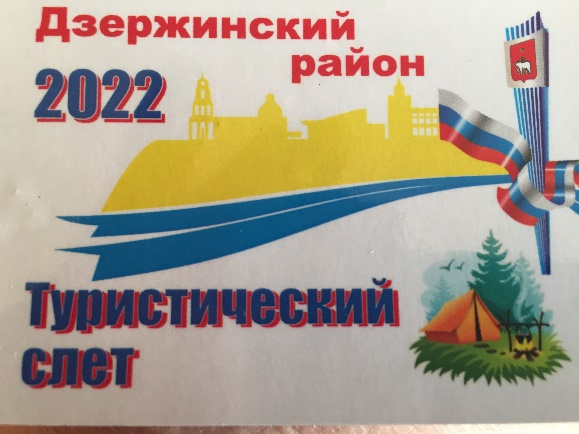 Дзержинский
район
2022
Туристический
слет